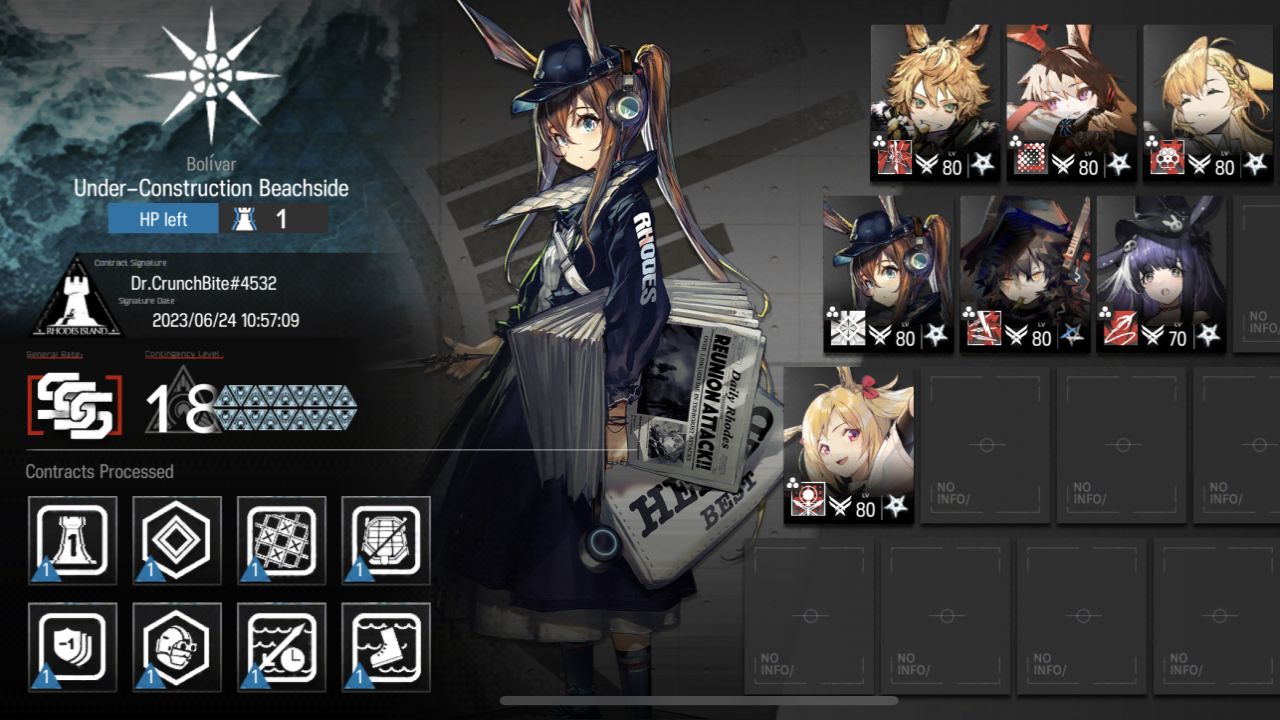 Bolívar
Under-Construction Beachside
HP left
1
Contract Signature
Dr.CrunchBite#4532
Signature Date
2023/06/24 10:57:09
RHODES ISLAND
General Rate:
Contingency Level :
SSS
18
Contracts Processed
1
1
1
1
1
-1
1
1
1
1
RHODES
Daily Rhodes
REUNION ATTACK!!
BEST
LV
80
LV
80
LV
80
LV
80
LV
80
LV
70
NO
INFO/
LV
80
NO
INFO/
NO
INFO/
NO
INFO/
NO
INFO/
NO
INFO/
NO
INFO/
NO
INFO/